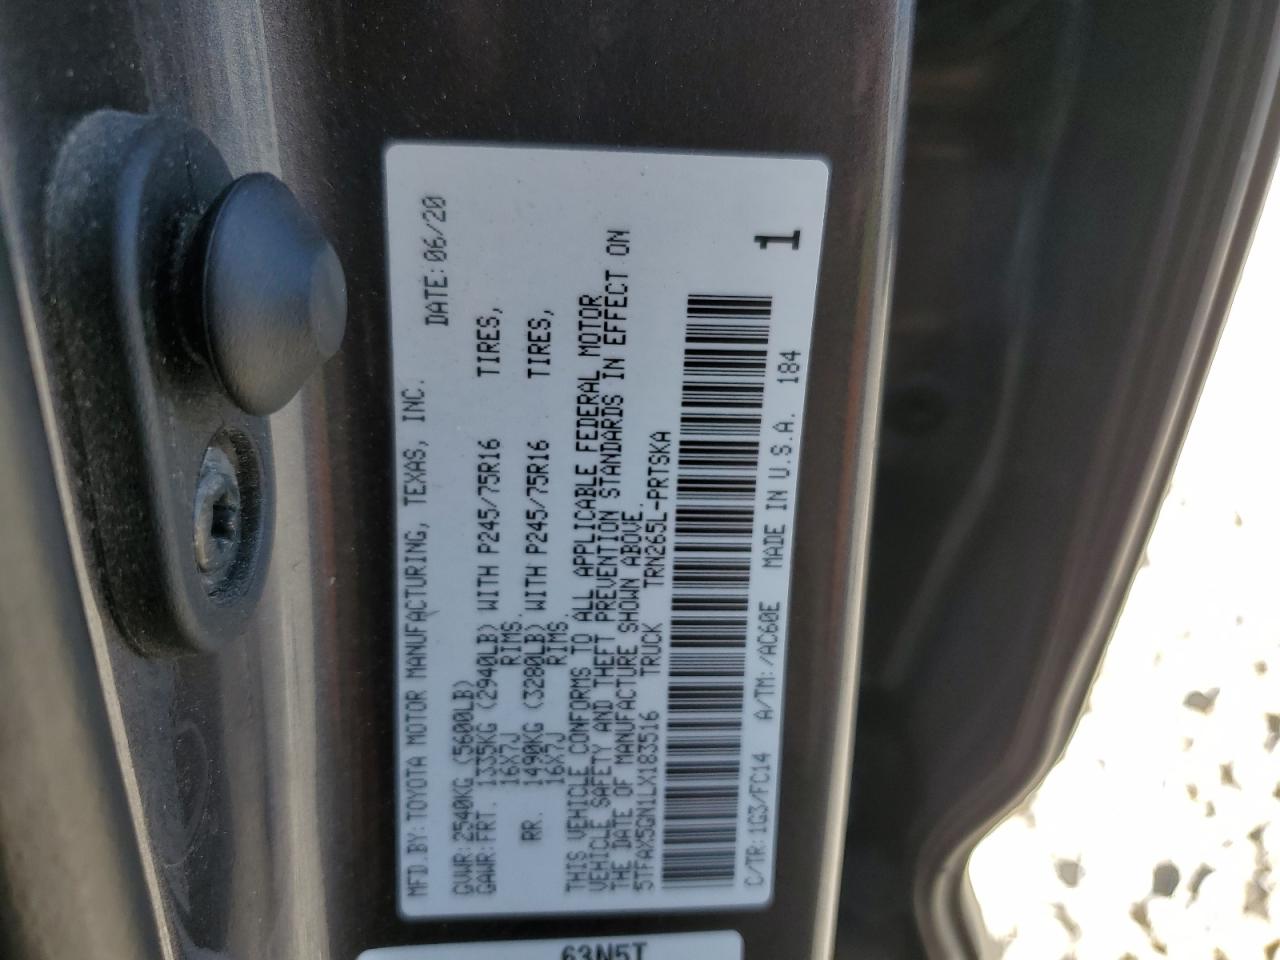 MFD.BY:TOYOTA MOTOR MANUFACTURING, TEXAS, INC.
DATE:06/20
GVWR:2540KG (5600LB)
GAWR:FRT. 1335KG (2940LB) WITH P245/75R16 TIRES,
16X7J RIMS.
RR. 1490KG (3280LB) WITH P245/75R16 TIRES,
16X7J RIMS.
THIS VEHICLE CONFORMS TO ALL APPLICABLE FEDERAL MOTOR
VEHICLE SAFETY AND THEFT PREVENTION STANDARDS IN EFFECT ON
THE DATE OF MANUFACTURE SHOWN ABOVE.
5TFAX5GN1LX183516 TRUCK TRN265L-PRTSKA
C/TR:1G3/FC14 A/TM:/AC60E MADE IN U.S.A. 184
1
63N5T